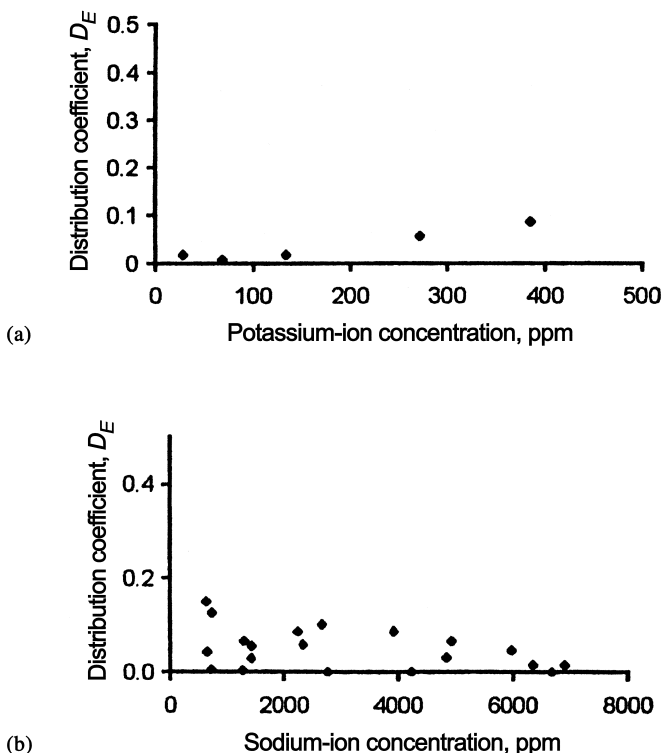 Distribution coefficient, D_E
0.5
0.4
0.3
0.2
0.1
0
0 100 200 300 400 500
(a) Potassium-ion concentration, ppm
Distribution coefficient, D_E
0.4
0.2
0.0
0 2000 4000 6000 8000
(b) Sodium-ion concentration, ppm